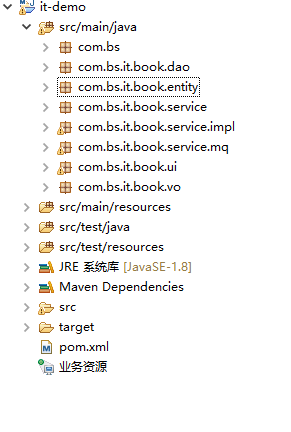 it-demo
src/main/java
com.bs
com.bs.it.book.dao
com.bs.it.book.entity
com.bs.it.book.service
com.bs.it.book.service.impl
com.bs.it.book.service.mq
com.bs.it.book.ui
com.bs.it.book.vo
src/main/resources
src/test/java
src/test/resources
JRE 系统库 [JavaSE-1.8]
Maven Dependencies
src
target
pom.xml
业务资源